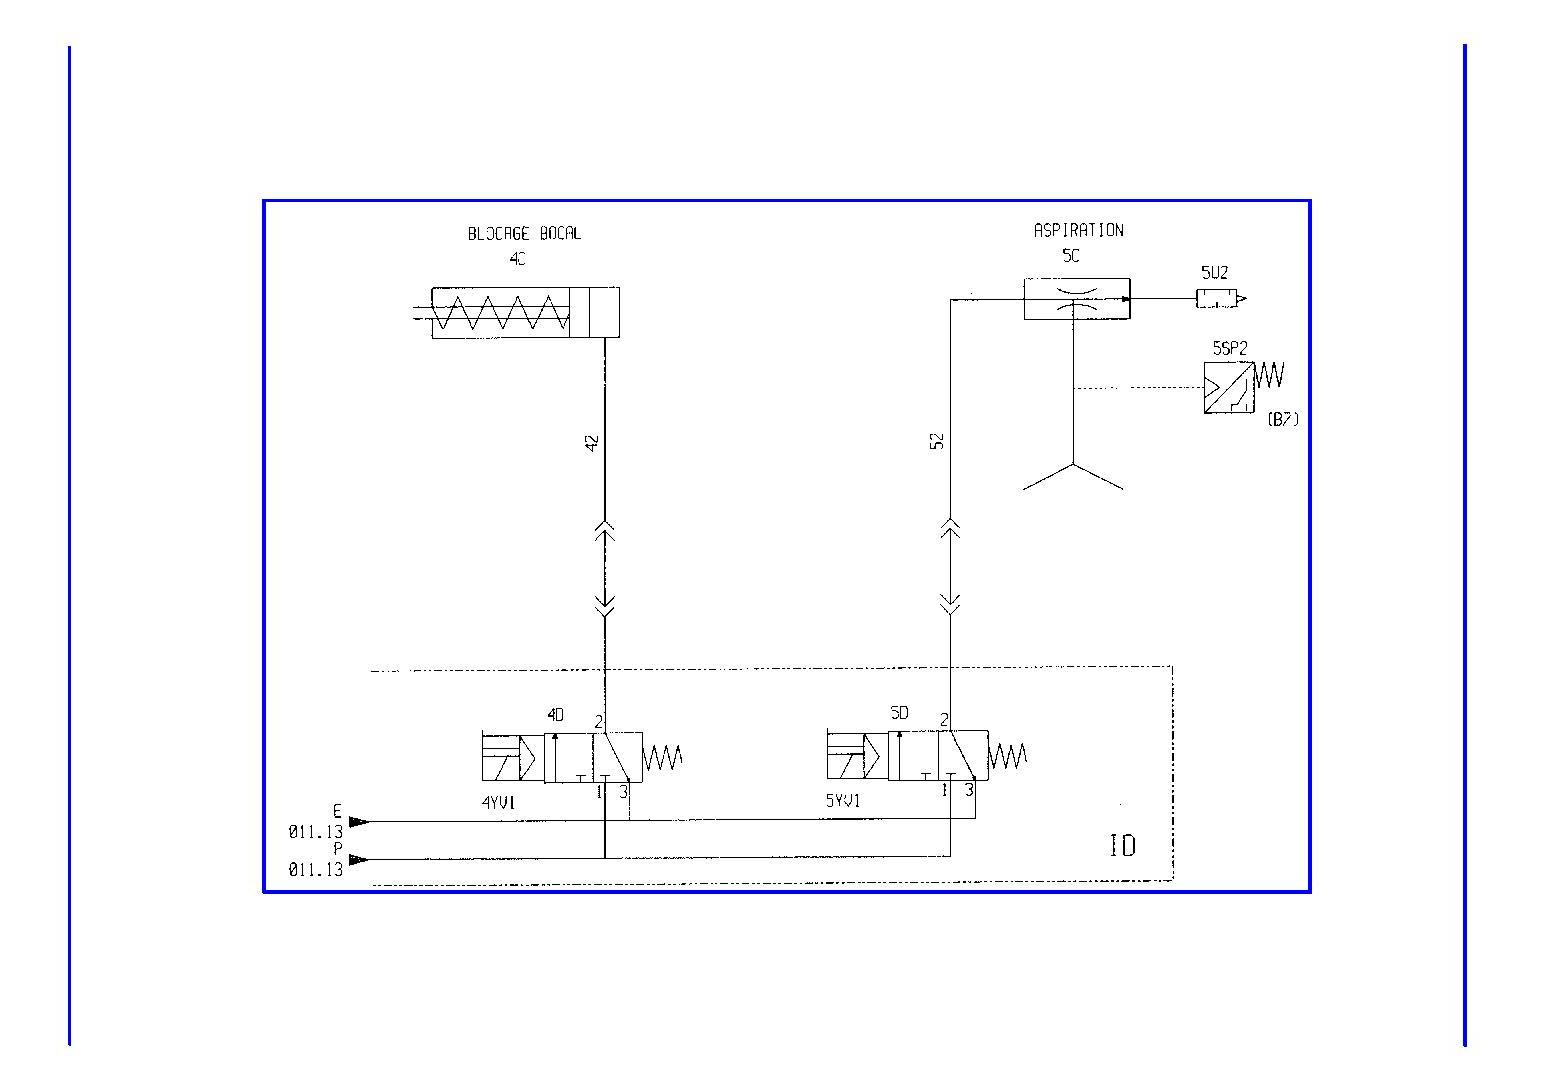 BLOCAGE BOCAL
4C
ASPIRATION
5C
5U2
5SP2
(B7)
42
52
4D
2
5D
2
1
3
1
3
4YV1
5YV1
E
011.13
P
011.13
ID